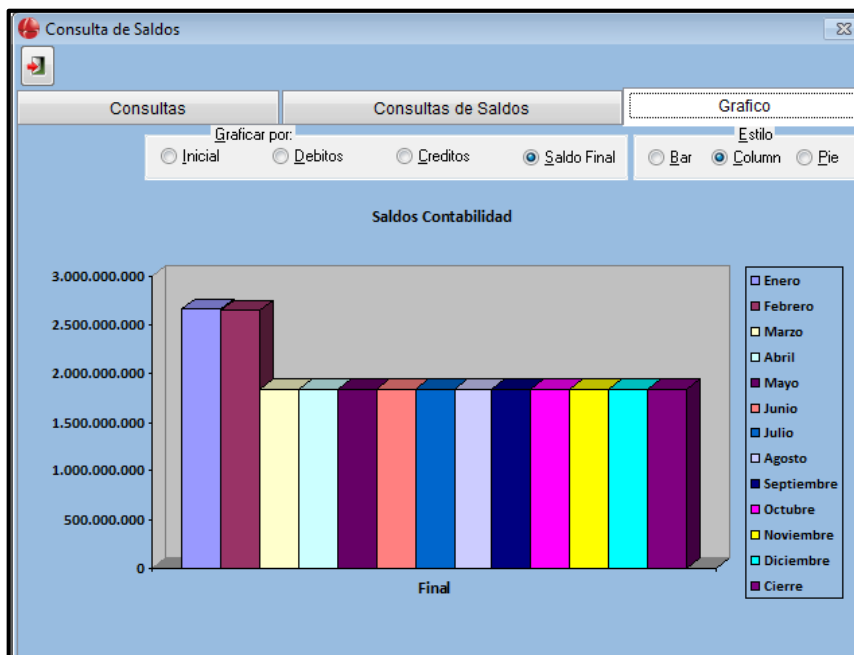 Consulta de Saldos
Consultas Consultas de Saldos Grafico
Graficar por: Estilo
Inicial Debitos Creditos Saldo Final Bar Column Pie
Saldos Contabilidad
3.000.000.000
2.500.000.000
2.000.000.000
1.500.000.000
1.000.000.000
500.000.000
0
Final
Enero
Febrero
Marzo
Abril
Mayo
Junio
Julio
Agosto
Septiembre
Octubre
Noviembre
Diciembre
Cierre